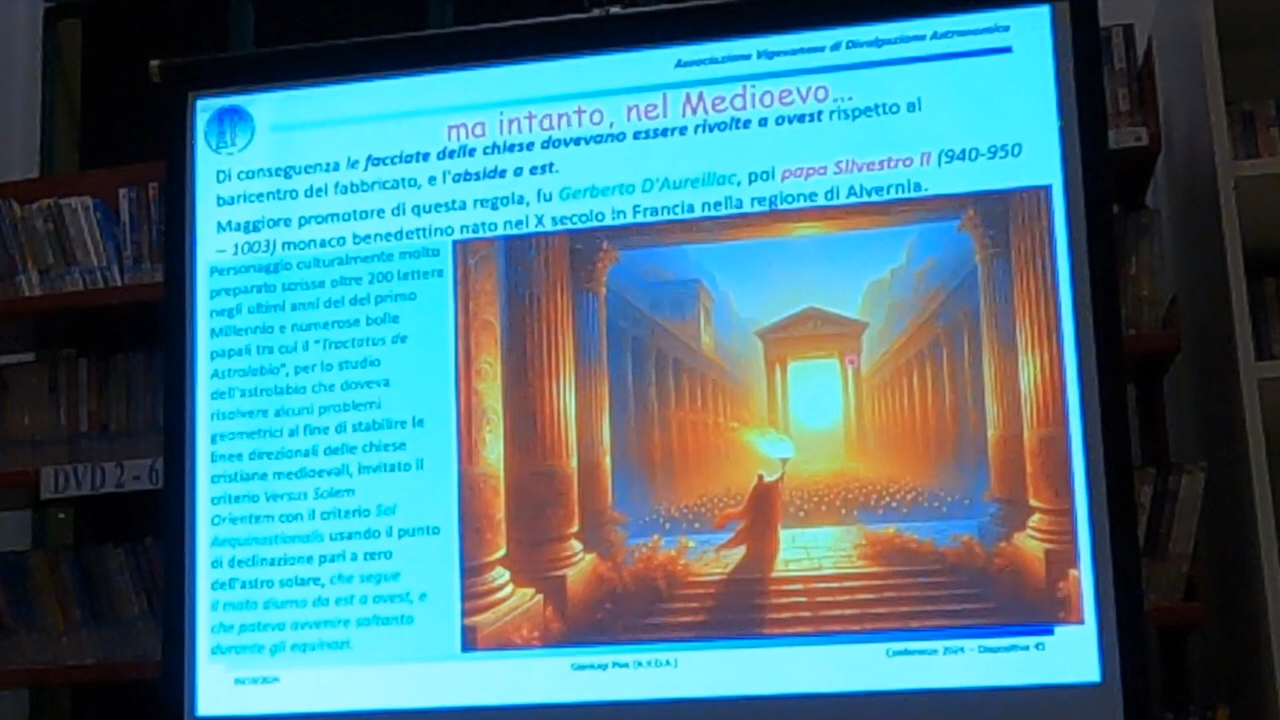 Associazione Vigevanese di Divulgazione Astronomica
ma intanto, nel Medioevo...
Di conseguenza le facciate delle chiese dovevano essere rivolte a ovest rispetto al
baricentro del fabbricato, e l'abside a est.
Maggiore promotore di questa regola, fu Gerberto D'Aureillac, poi papa Silvestro II (940-950
– 1003) monaco benedettino nato nel X secolo in Francia nella regione di Alvernia.
Personaggio culturalmente molto
preparato scrisse oltre 200 lettere
negli ultimi anni del del primo
Millennio e numerose bolle
papali tra cui il "Tractatus de
Astrolabio", per lo studio
dell'astrolabio che doveva
risolvere alcuni problemi
geometrici al fine di stabilire le
linee direzionali delle chiese
cristiane medioevali, invitato il
criterio Versus Solem
Orientem con il criterio Sol
Aequinoctionalis usando il punto
di declinazione pari a zero
dell'astro solare, che segue
il moto diurno da est a ovest, e
che poteva avvenire soltanto
durante gli equinozi.
Conferenze 2024 - Diapositiva 43
DVD 2 - 6